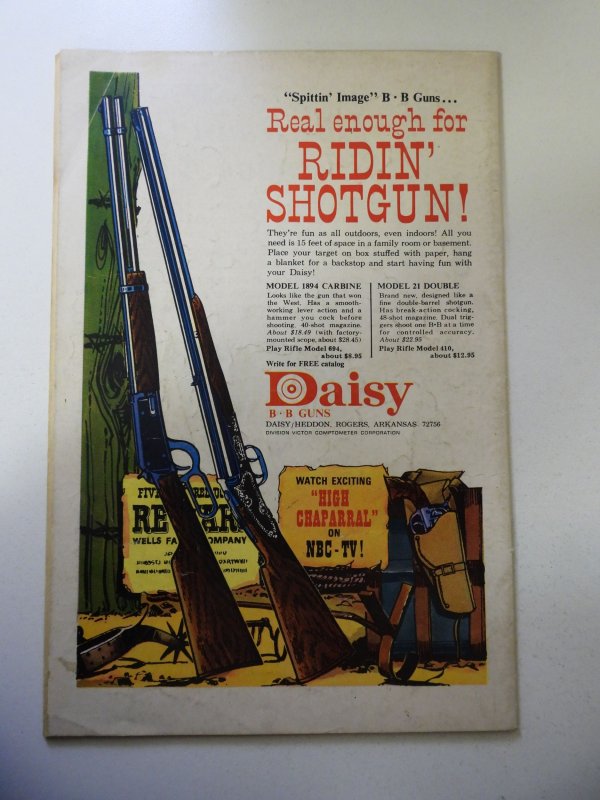 "Spittin' Image" B·B Guns...
Real enough for
RIDIN'
SHOTGUN!
They're fun as all outdoors, even indoors! All you
need is 15 feet of space in a family room or basement.
Place your target on box stuffed with paper, hang
a blanket for a backstop and start having fun with
your Daisy!
MODEL 1894 CARBINE
Looks like the gun that won
the West. Has a smooth-
working lever action and a
hammer you cock before
shooting. 40-shot magazine.
About $18.49 (with factory-
mounted scope, about $28.45)
Play Rifle Model 694,
about $8.95
Write for FREE catalog
MODEL 21 DOUBLE
Brand new, designed like a
fine double-barrel shotgun.
Has break-action cocking,
48-shot magazine. Dual trig-
gers shoot one B·B at a time
for controlled accuracy.
About $22.95
Play Rifle Model 410,
about $12.95
Daisy
B·B GUNS
DAISY/HEDDON, ROGERS, ARKANSAS 72756
DIVISION VICTOR COMPTOMETER CORPORATION
FIVE
RE AR
WELLS FA OMPANY
WATCH EXCITING
"HIGH
CHAPARRAL"
ON
NBC-TV!